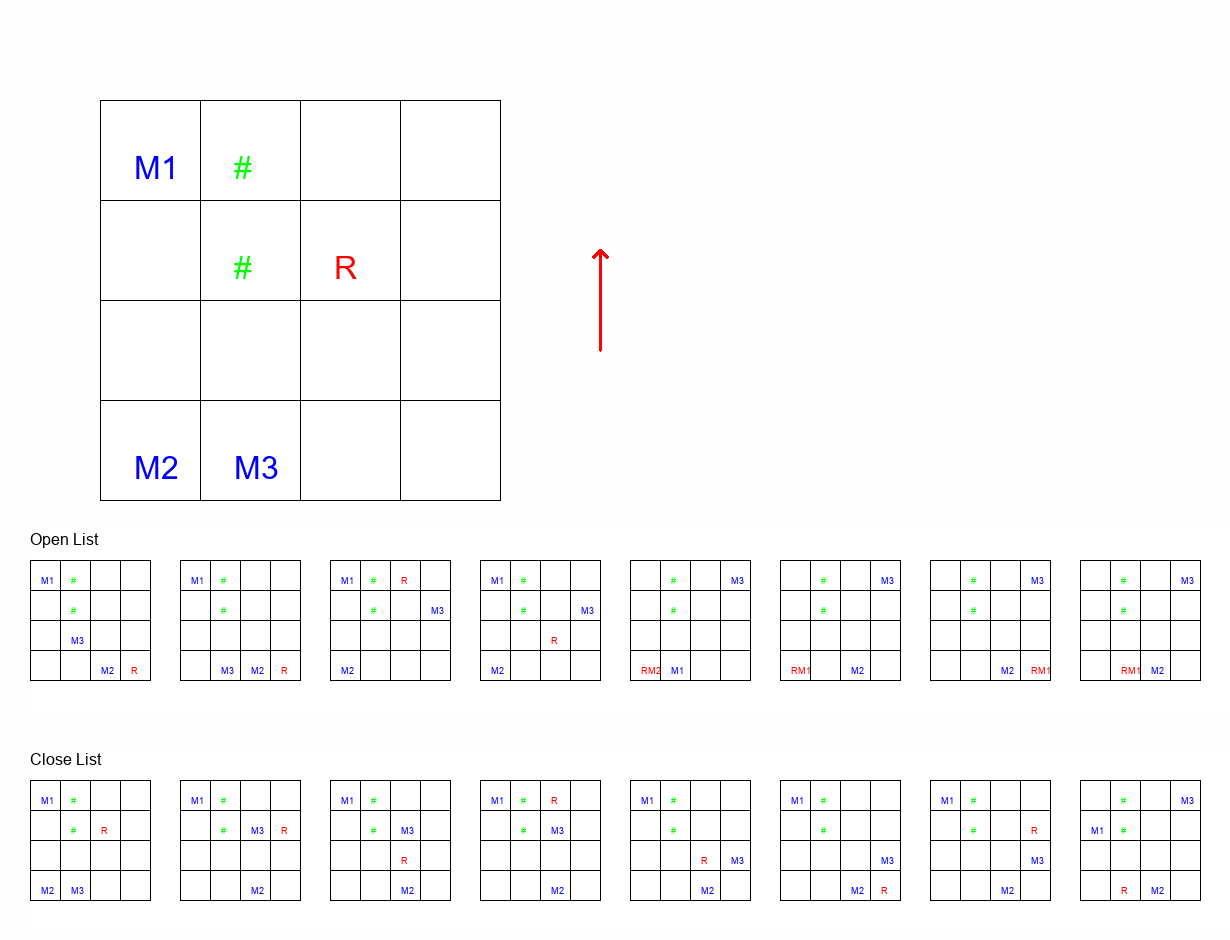 M1 #
# R
M2 M3
Open List
M1 # M1 # M1 # R M1 # # M3 # M3 # M3 # M3
# # # M3 # M3 # # # #
M3 R
M2 R M3 M2 R M2 M2 RM2 M1 RM1 M2 M2 RM1 RM1 M2
Close List
M1 # M1 # M1 # M1 # R M1 # M1 # M1 # # M3
# R # M3 R # M3 # M3 # # # R M1 #
R R M3 M3 M3
M2 M3 M2 M2 M2 M2 M2 R M2 R M2